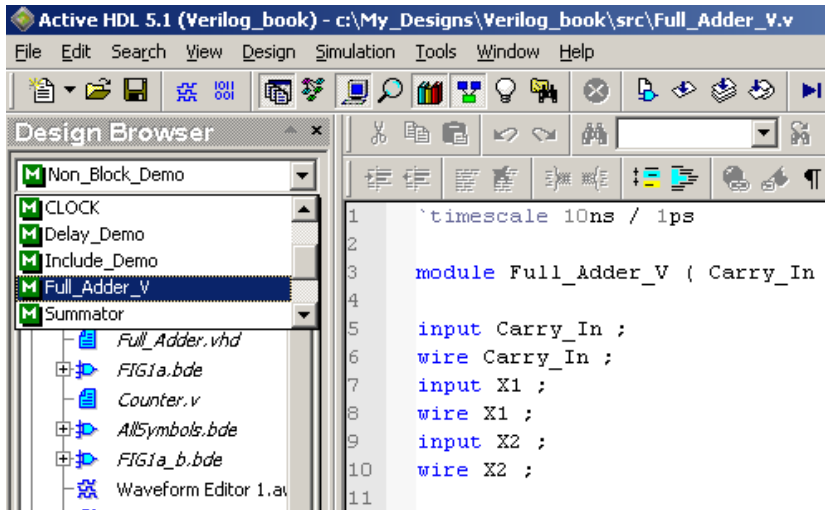 Active HDL 5.1 (Verilog_book) - c:\My_Designs\Verilog_book\src\Full_Adder_V.v
File Edit Search View Design Simulation Tools Window Help
Design Browser
Non_Block_Demo
CLOCK
Delay_Demo
Include_Demo
Full_Adder_V
Summator
Full_Adder.vhd
FIG1a.bde
Counter.v
AllSymbols.bde
FIG1a_b.bde
Waveform Editor 1.aw
1 `timescale 10ns / 1ps
2
3 module Full_Adder_V ( Carry_In
4
5 input Carry_In ;
6 wire Carry_In ;
7 input X1 ;
8 wire X1 ;
9 input X2 ;
10 wire X2 ;
11